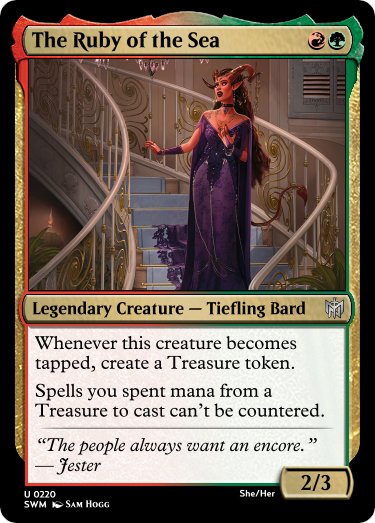 The Ruby of the Sea
Legendary Creature — Tiefling Bard
Whenever this creature becomes
tapped, create a Treasure token.
Spells you spent mana from a
Treasure to cast can't be countered.
“The people always want an encore.”
— Jester
2/3
U 0220
She/Her
SWM Sam Hogg